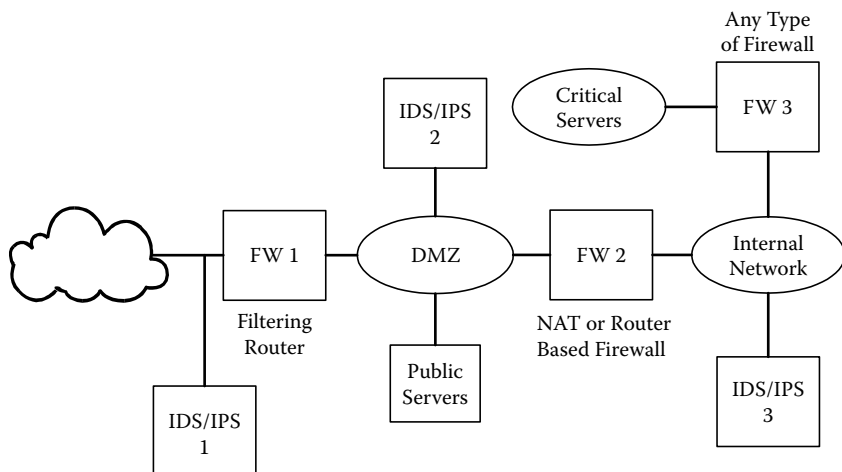 Any Type
of Firewall
Critical
Servers
FW 3
IDS/IPS
2
FW 1
DMZ
FW 2
Internal
Network
Filtering
Router
NAT or Router
Based Firewall
Public
Servers
IDS/IPS
1
IDS/IPS
3